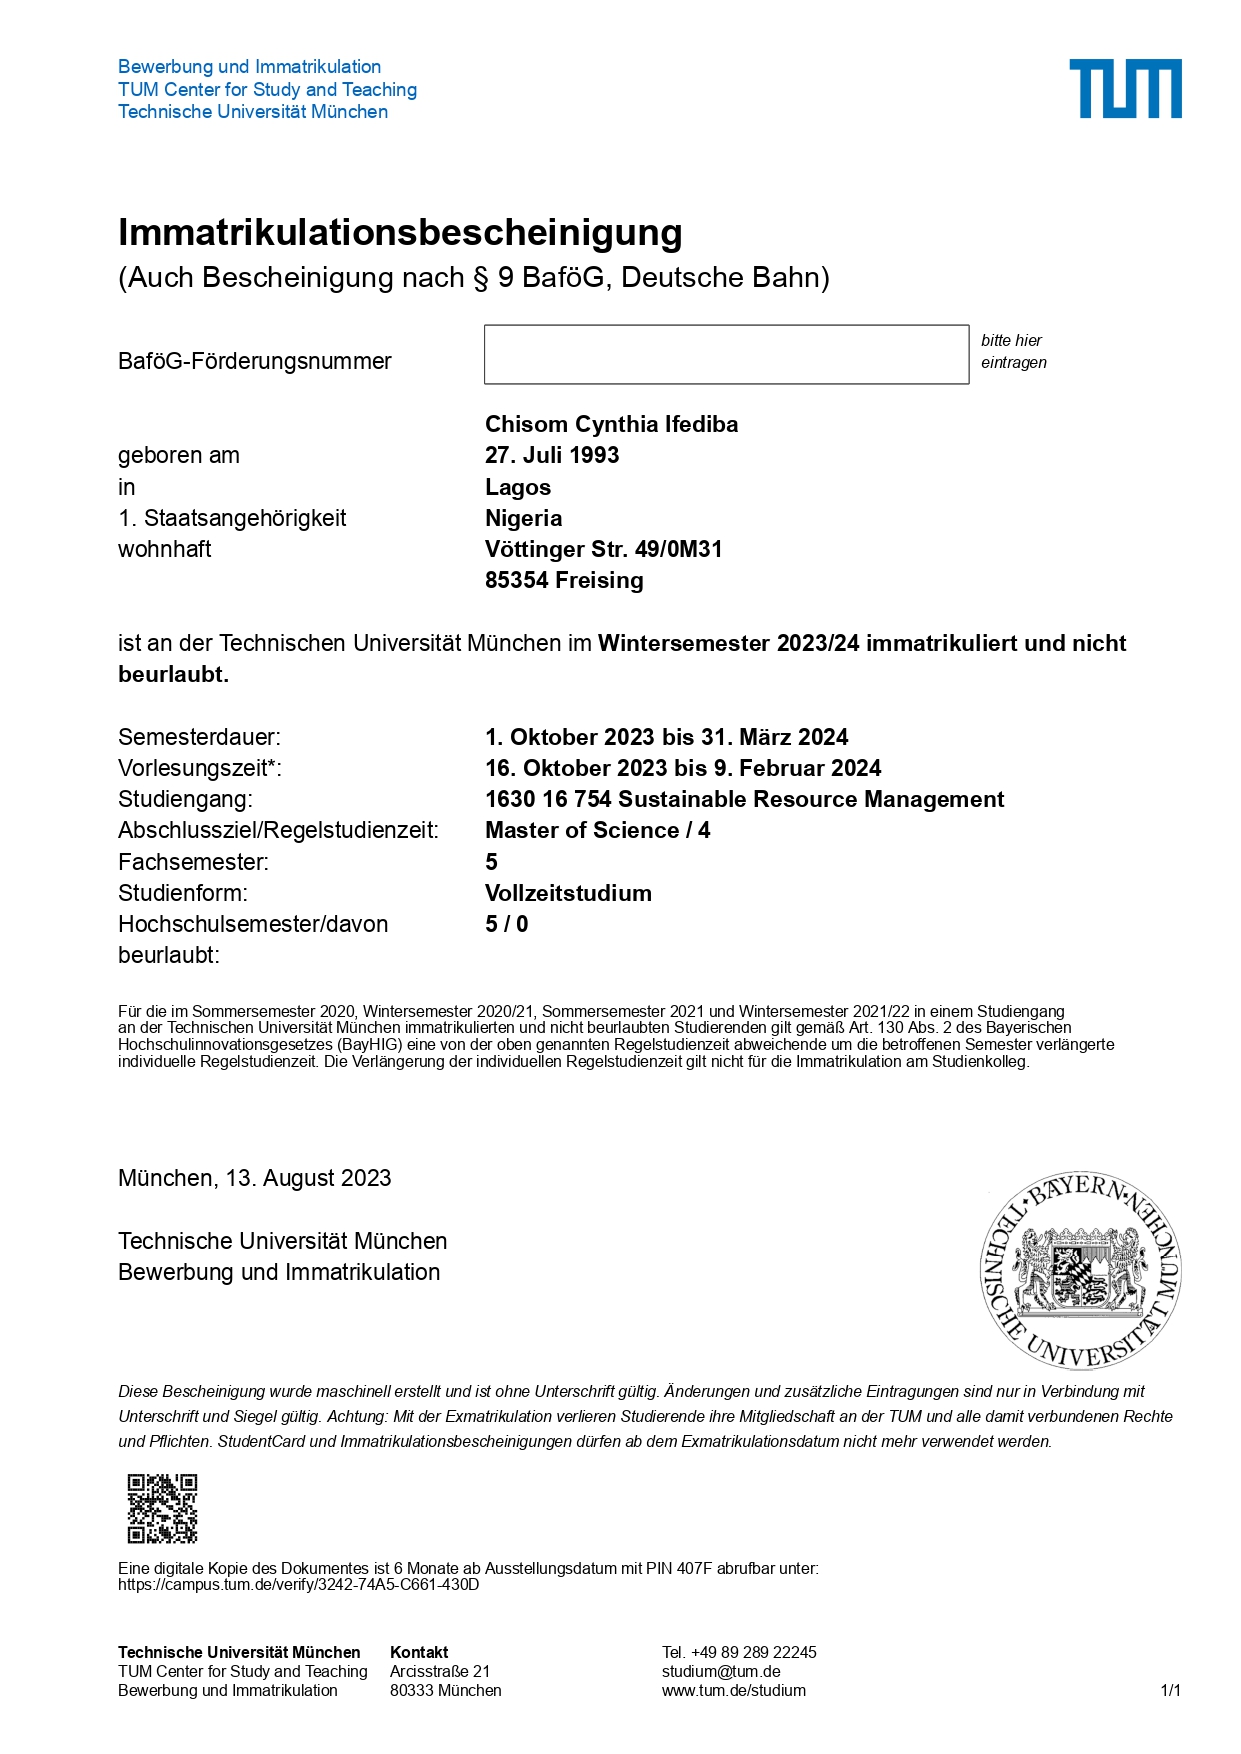 Bewerbung und Immatrikulation
TUM Center for Study and Teaching
Technische Universität München
TUM
Immatrikulationsbescheinigung
(Auch Bescheinigung nach § 9 BaföG, Deutsche Bahn)
BaföG-Förderungsnummer
bitte hier
eintragen
Chisom Cynthia Ifediba
geboren am 27. Juli 1993
in Lagos
1. Staatsangehörigkeit Nigeria
wohnhaft Vöttinger Str. 49/0M31
85354 Freising
ist an der Technischen Universität München im Wintersemester 2023/24 immatrikuliert und nicht
beurlaubt.
Semesterdauer: 1. Oktober 2023 bis 31. März 2024
Vorlesungszeit*: 16. Oktober 2023 bis 9. Februar 2024
Studiengang: 1630 16 754 Sustainable Resource Management
Abschlussziel/Regelstudienzeit: Master of Science / 4
Fachsemester: 5
Studienform: Vollzeitstudium
Hochschulsemester/davon 5 / 0
beurlaubt:
Für die im Sommersemester 2020, Wintersemester 2020/21, Sommersemester 2021 und Wintersemester 2021/22 in einem Studiengang
an der Technischen Universität München immatrikulierten und nicht beurlaubten Studierenden gilt gemäß Art. 130 Abs. 2 des Bayerischen
Hochschulinnovationsgesetzes (BayHIG) eine von der oben genannten Regelstudienzeit abweichende um die betroffenen Semester verlängerte
individuelle Regelstudienzeit. Die Verlängerung der individuellen Regelstudienzeit gilt nicht für die Immatrikulation am Studienkolleg.
München, 13. August 2023
Technische Universität München
Bewerbung und Immatrikulation
BAYERN
TECHNISCHE UNIVERSITÄT MÜNCHEN
Diese Bescheinigung wurde maschinell erstellt und ist ohne Unterschrift gültig. Änderungen und zusätzliche Eintragungen sind nur in Verbindung mit
Unterschrift und Siegel gültig. Achtung: Mit der Exmatrikulation verlieren Studierende ihre Mitgliedschaft an der TUM und alle damit verbundenen Rechte
und Pflichten. StudentCard und Immatrikulationsbescheinigungen dürfen ab dem Exmatrikulationsdatum nicht mehr verwendet werden.
Eine digitale Kopie des Dokumentes ist 6 Monate ab Ausstellungsdatum mit PIN 407F abrufbar unter:
https://campus.tum.de/verify/3242-74A5-C661-430D
Technische Universität München Kontakt Tel. +49 89 289 22245
TUM Center for Study and Teaching Arcisstraße 21 studium@tum.de
Bewerbung und Immatrikulation 80333 München www.tum.de/studium 1/1